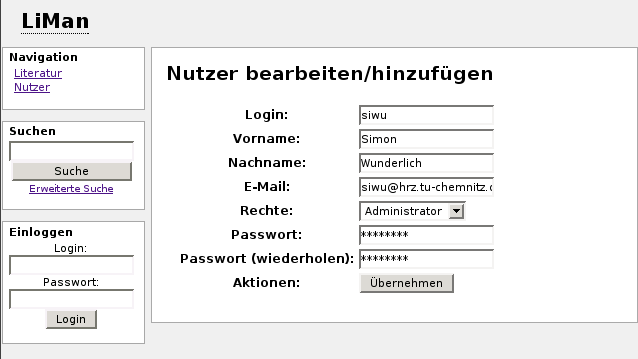 LiMan
Navigation
Literatur
Nutzer
Suchen
Suche
Erweiterte Suche
Einloggen
Login:
Passwort:
Login
Nutzer bearbeiten/hinzufügen
Login: siwu
Vorname: Simon
Nachname: Wunderlich
E-Mail: siwu@hrz.tu-chemnitz.c
Rechte: Administrator
Passwort: ********
Passwort (wiederholen): ********
Aktionen: Übernehmen